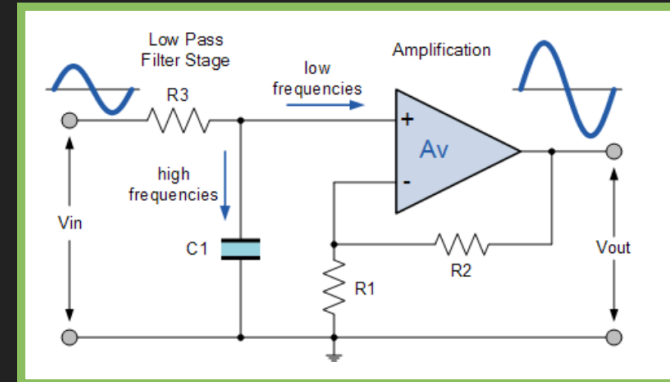 Low Pass
Filter Stage
Amplification
low
frequencies
R3
+
Av
high
frequencies
-
Vin
C1
R1
R2
Vout